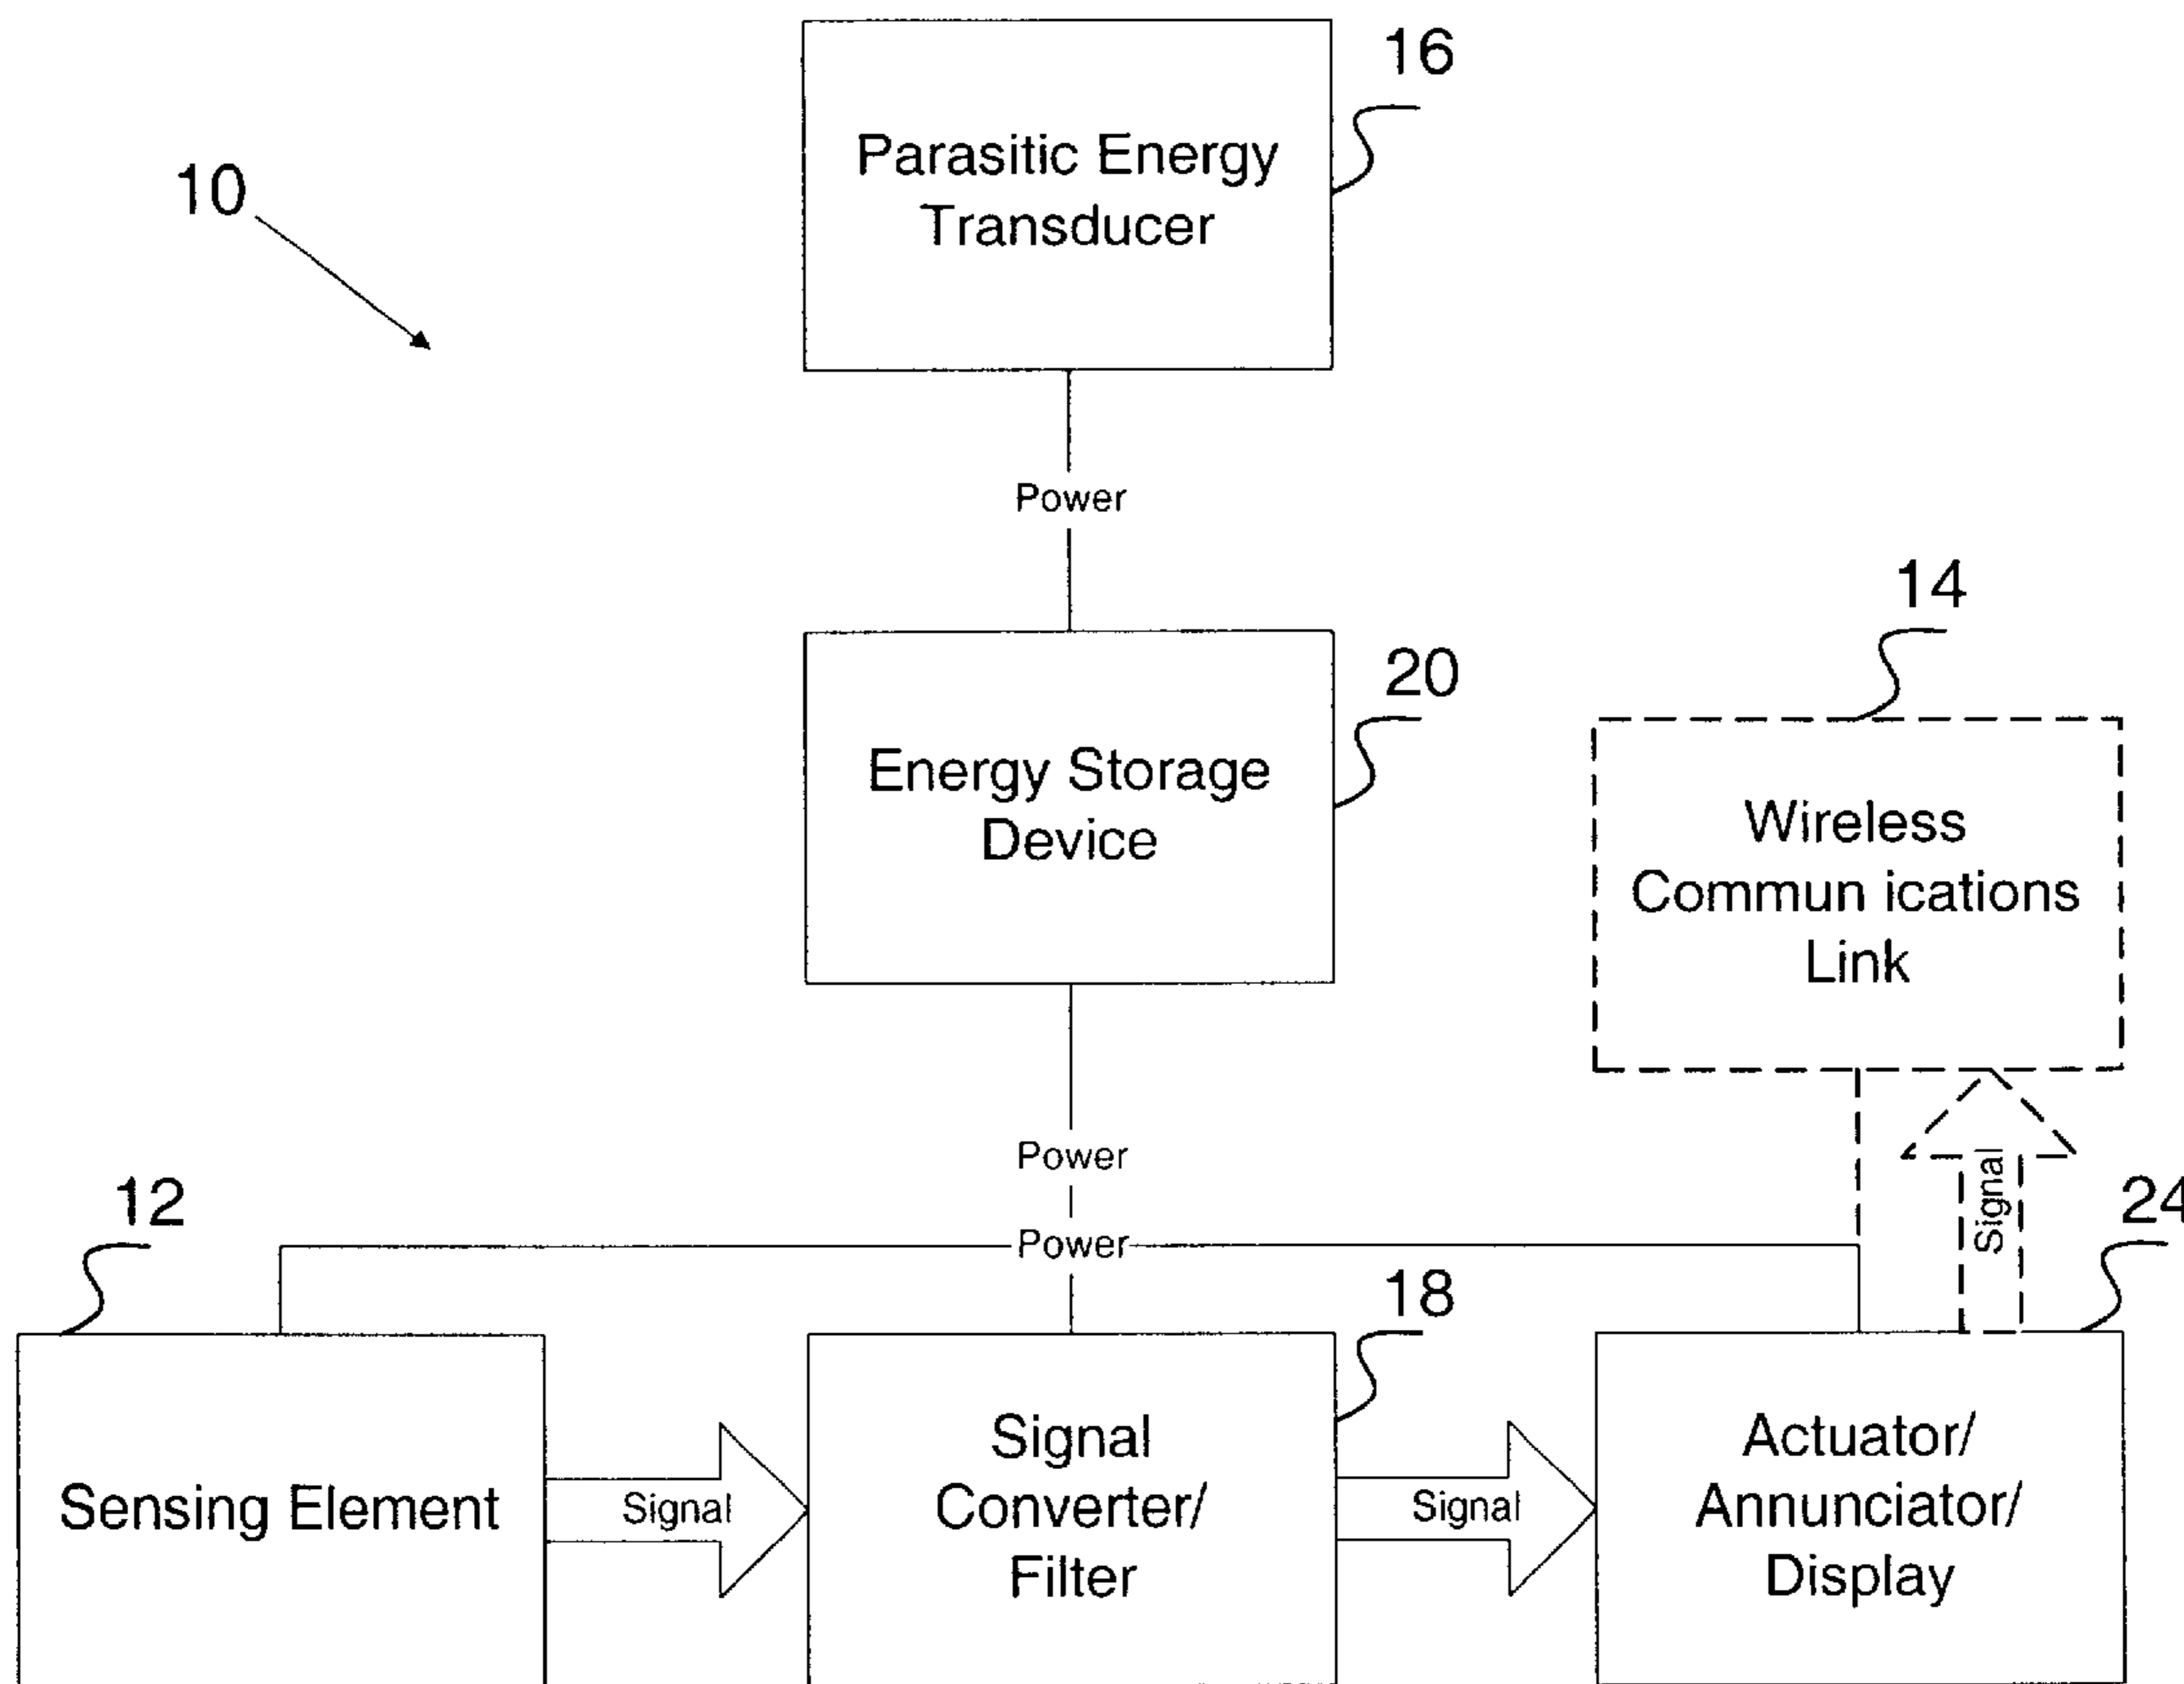 16
Parasitic Energy
Transducer
10
Power
14
20
Energy Storage
Device
Wireless
Commun ications
Link
Power
12
Signal
24
Power
18
Sensing Element
Signal
Signal
Converter/
Filter
Signal
Actuator/
Annunciator/
Display